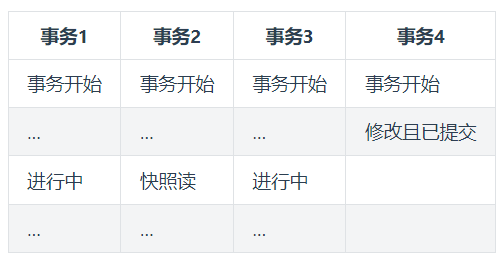 事务1 事务2 事务3 事务4
事务开始 事务开始 事务开始 事务开始
... ... ... 修改且已提交
进行中 快照读 进行中
... ... ...